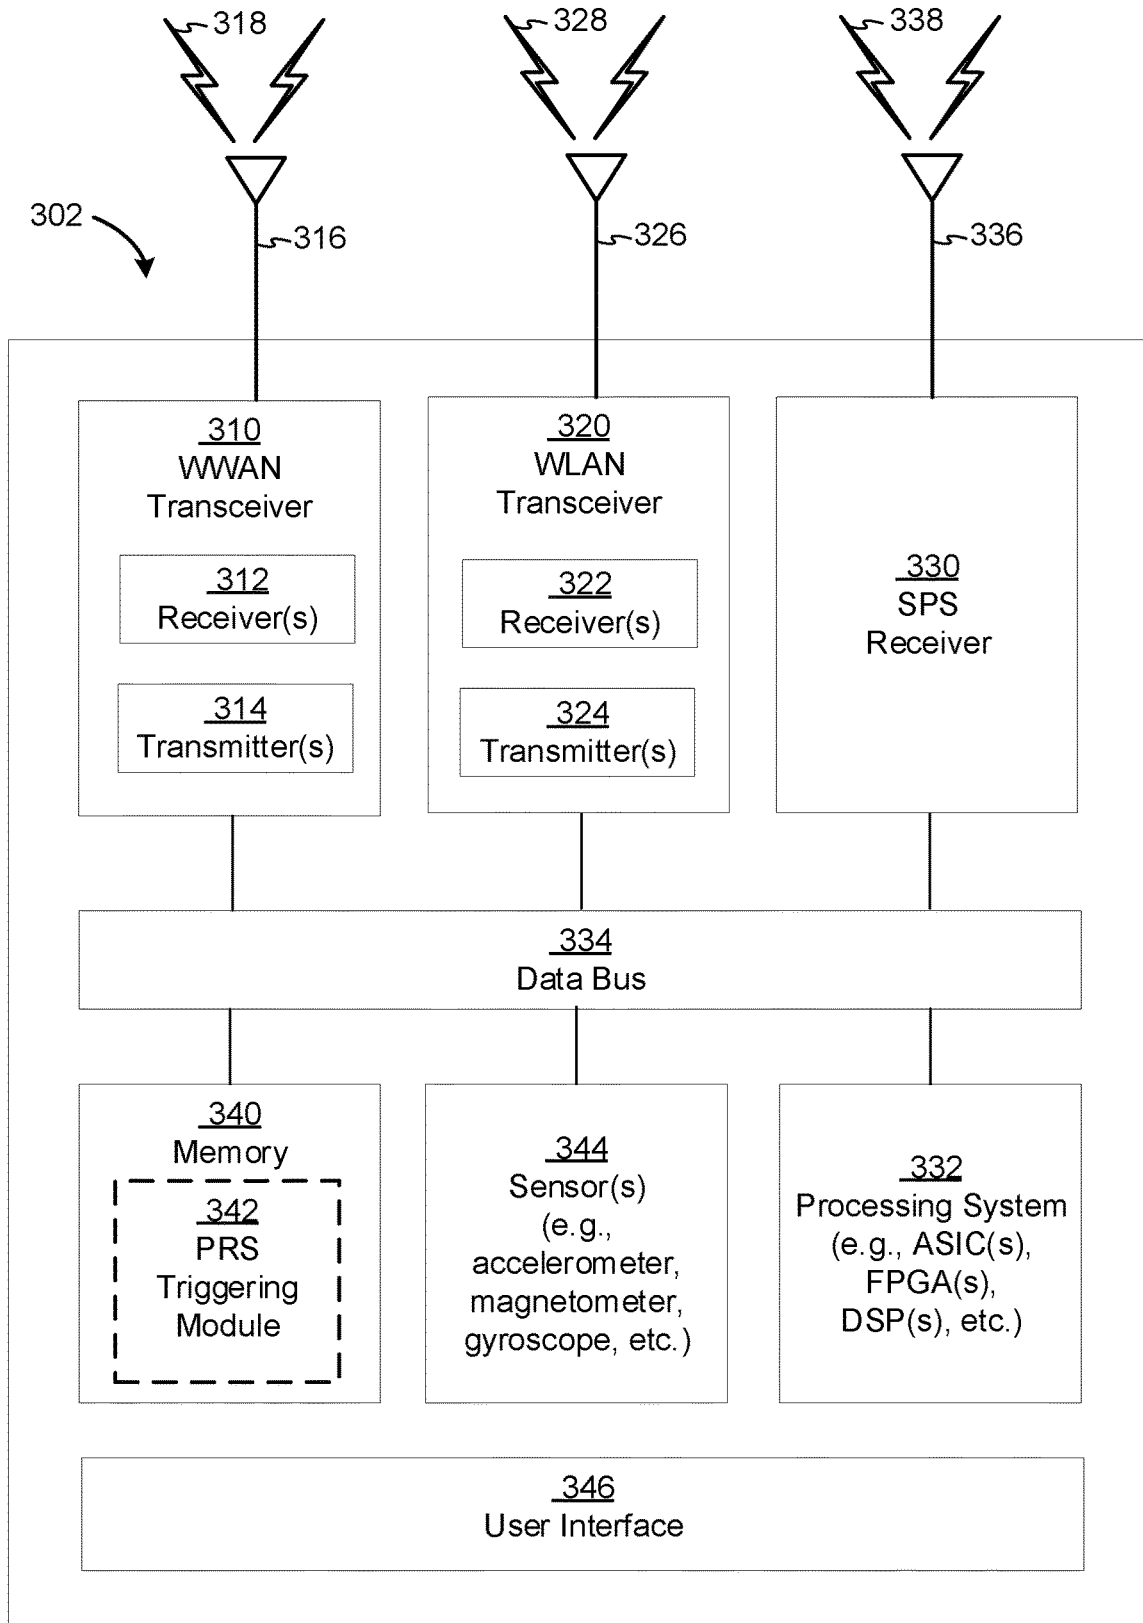 318
328
338
302
316
326
336
310
WWAN
Transceiver
312
Receiver(s)
314
Transmitter(s)
320
WLAN
Transceiver
322
Receiver(s)
324
Transmitter(s)
330
SPS
Receiver
334
Data Bus
340
Memory
342
PRS
Triggering
Module
344
Sensor(s)
(e.g.,
accelerometer,
magnetometer,
gyroscope, etc.)
332
Processing System
(e.g., ASIC(s),
FPGA(s),
DSP(s), etc.)
346
User Interface